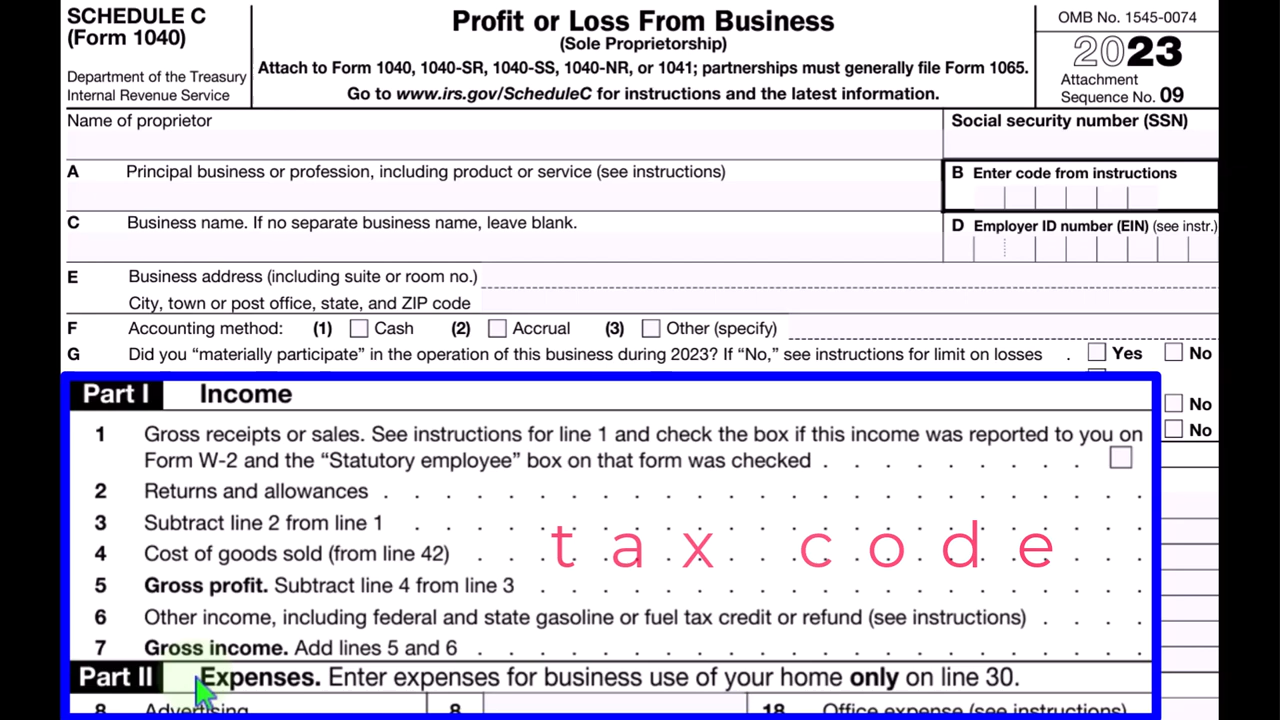 SCHEDULE C
(Form 1040)
Department of the Treasury
Internal Revenue Service
Profit or Loss From Business
(Sole Proprietorship)
Attach to Form 1040, 1040-SR, 1040-SS, 1040-NR, or 1041; partnerships must generally file Form 1065.
Go to www.irs.gov/ScheduleC for instructions and the latest information.
OMB No. 1545-0074
2023
Attachment
Sequence No. 09
Name of proprietor
Social security number (SSN)
A Principal business or profession, including product or service (see instructions)
B Enter code from instructions
C Business name. If no separate business name, leave blank.
D Employer ID number (EIN) (see instr.)
E Business address (including suite or room no.)
City, town or post office, state, and ZIP code
F Accounting method: (1) Cash (2) Accrual (3) Other (specify)
G Did you “materially participate” in the operation of this business during 2023? If “No,” see instructions for limit on losses . Yes No
No
No
Part I Income
1 Gross receipts or sales. See instructions for line 1 and check the box if this income was reported to you on
Form W-2 and the “Statutory employee” box on that form was checked . . . . . . . . .
2 Returns and allowances . . . . . . . . . . . . . . . . . . . . . . . . .
3 Subtract line 2 from line 1 . . . . . . . . . . . . . . . . . . . . . . . .
4 Cost of goods sold (from line 42) . . . . . . . . . . . . . . . . . . . . . .
tax code
5 Gross profit. Subtract line 4 from line 3 . . . . . . . . . . . . . . . . . . . .
6 Other income, including federal and state gasoline or fuel tax credit or refund (see instructions) . . . .
7 Gross income. Add lines 5 and 6 . . . . . . . . . . . . . . . . . . . . . .
Part II Expenses. Enter expenses for business use of your home only on line 30.
8 Advertising 8 18 Office expense (see instructions)